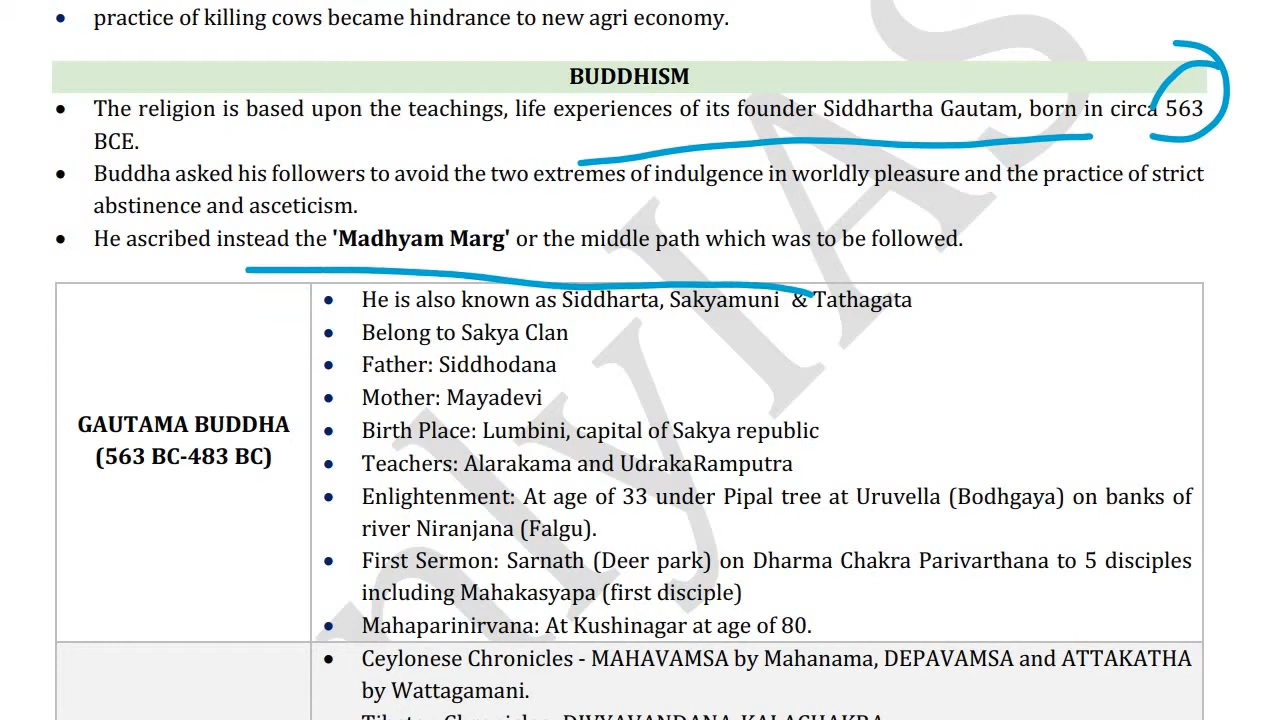 • practice of killing cows became hindrance to new agri economy.
BUDDHISM
• The religion is based upon the teachings, life experiences of its founder Siddhartha Gautam, born in circa 563
BCE.
• Buddha asked his followers to avoid the two extremes of indulgence in worldly pleasure and the practice of strict
abstinence and asceticism.
• He ascribed instead the 'Madhyam Marg' or the middle path which was to be followed.
GAUTAMA BUDDHA
(563 BC-483 BC)
• He is also known as Siddharta, Sakyamuni & Tathagata
• Belong to Sakya Clan
• Father: Siddhodana
• Mother: Mayadevi
• Birth Place: Lumbini, capital of Sakya republic
• Teachers: Alarakama and UdrakaRamputra
• Enlightenment: At age of 33 under Pipal tree at Uruvella (Bodhgaya) on banks of
river Niranjana (Falgu).
• First Sermon: Sarnath (Deer park) on Dharma Chakra Parivarthana to 5 disciples
including Mahakasyapa (first disciple)
• Mahaparinirvana: At Kushinagar at age of 80.
• Ceylonese Chronicles - MAHAVAMSA by Mahanama, DEPAVAMSA and ATTAKATHA
by Wattagamani.